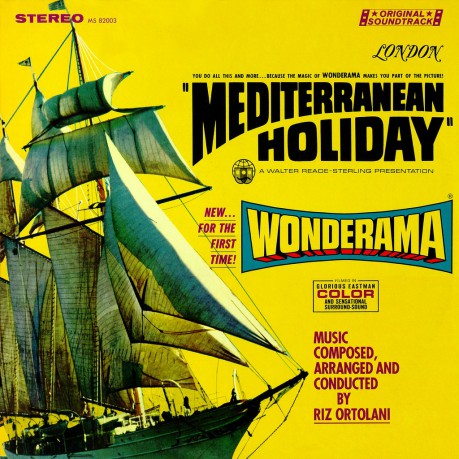 STEREO MS 82003
ORIGINAL
SOUNDTRACK
LONDON
YOU DO ALL THIS AND MORE...BECAUSE THE MAGIC OF WONDERAMA MAKES YOU PART OF THE PICTURE!
"MEDITERRANEAN
HOLIDAY"
A WALTER READE-STERLING PRESENTATION
NEW...
FOR THE
FIRST
TIME!
WONDERAMA®
FILMED IN
GLORIOUS EASTMAN
COLOR
AND SENSATIONAL
SURROUND-SOUND
MUSIC
COMPOSED,
ARRANGED AND
CONDUCTED
BY
RIZ ORTOLANI